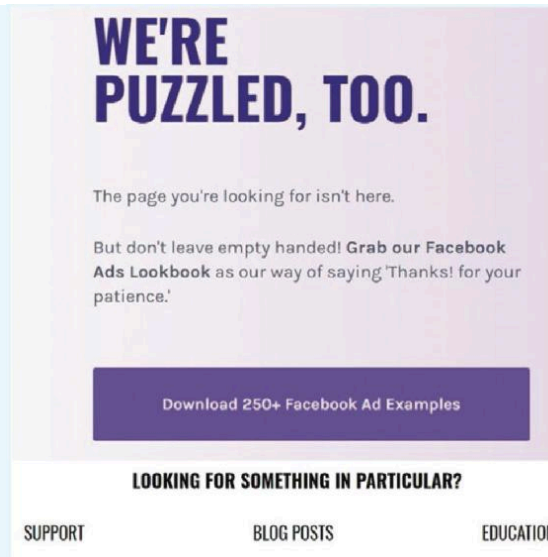 WE'RE
PUZZLED, TOO.
The page you're looking for isn't here.
But don't leave empty handed! Grab our Facebook
Ads Lookbook as our way of saying 'Thanks! for your
patience.'
Download 250+ Facebook Ad Examples
LOOKING FOR SOMETHING IN PARTICULAR?
SUPPORT BLOG POSTS EDUCATIO